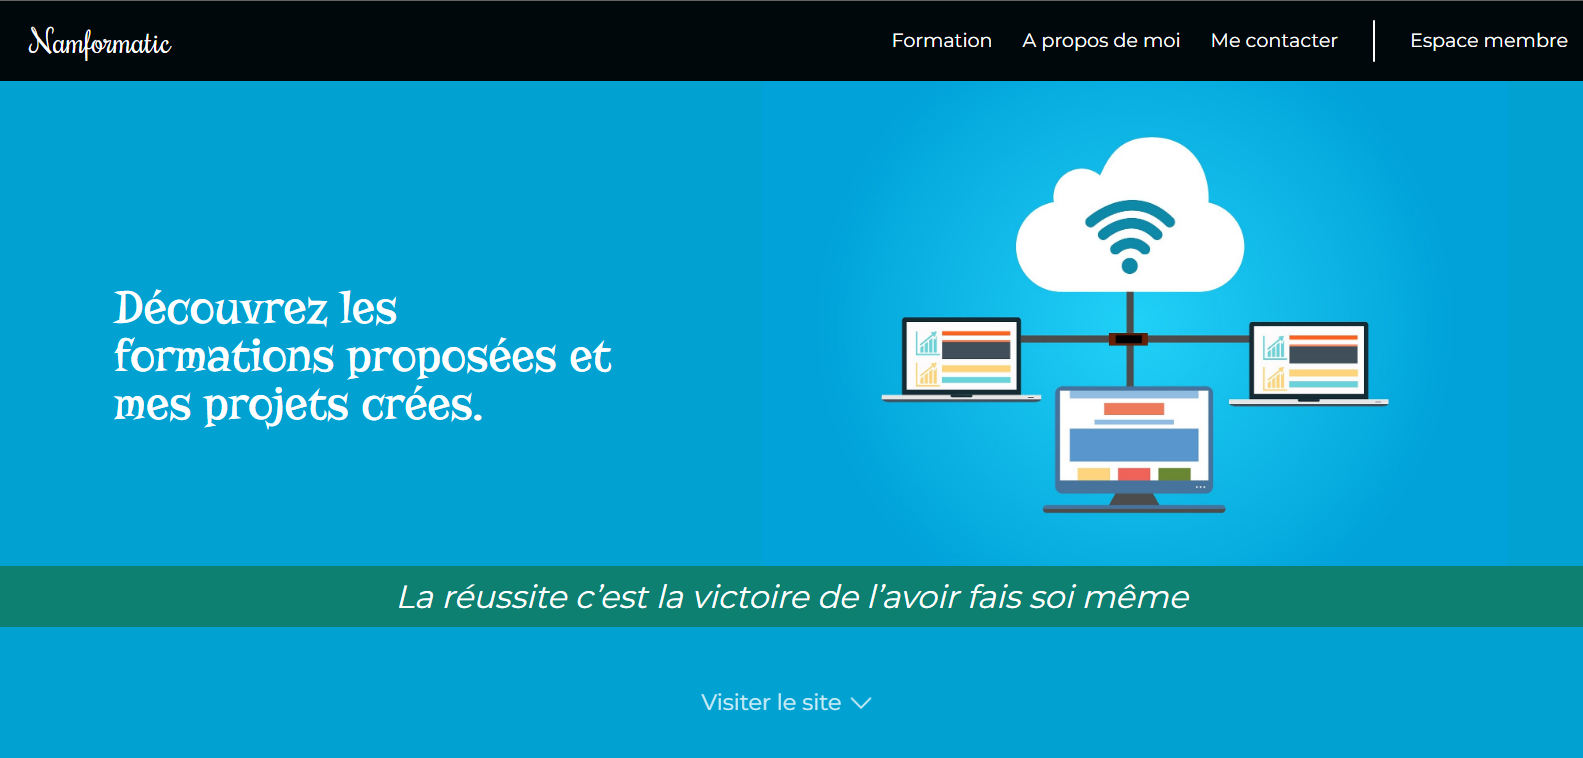 Namformatic
Formation
A propos de moi
Me contacter
Espace membre
Découvrez les
formations proposées et
mes projets crées.
La réussite c’est la victoire de l’avoir fais soi même
Visiter le site